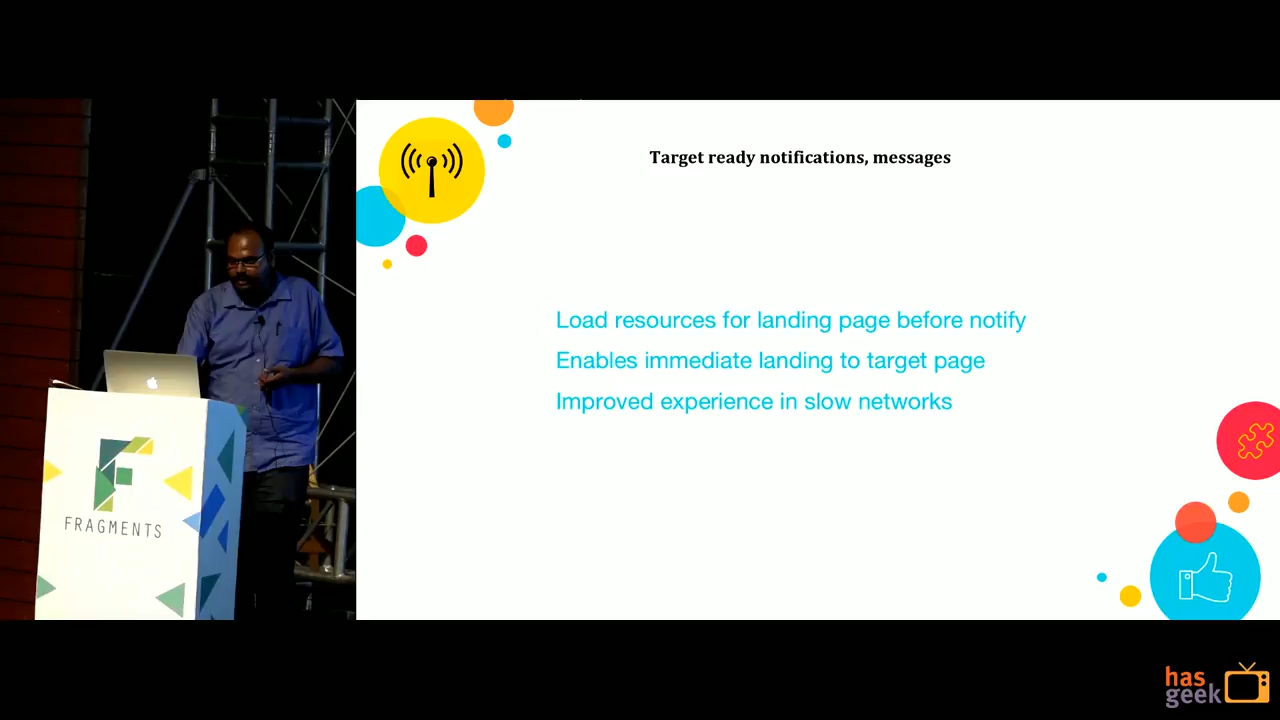 Target ready notifications, messages
Load resources for landing page before notify
Enables immediate landing to target page
Improved experience in slow networks
FRAGMENTS
has
geek